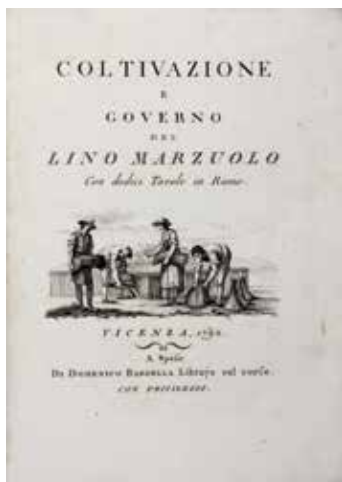 COLTIVAZIONE
E
GOVERNO
DEL
LINO MARZUOLO
Con dodici Tavole in Rame.
VICENZA, 1792
A Spese
DI DOMENICO BARDELLA Librajo sul corso.
CON PRIVILEGIO.